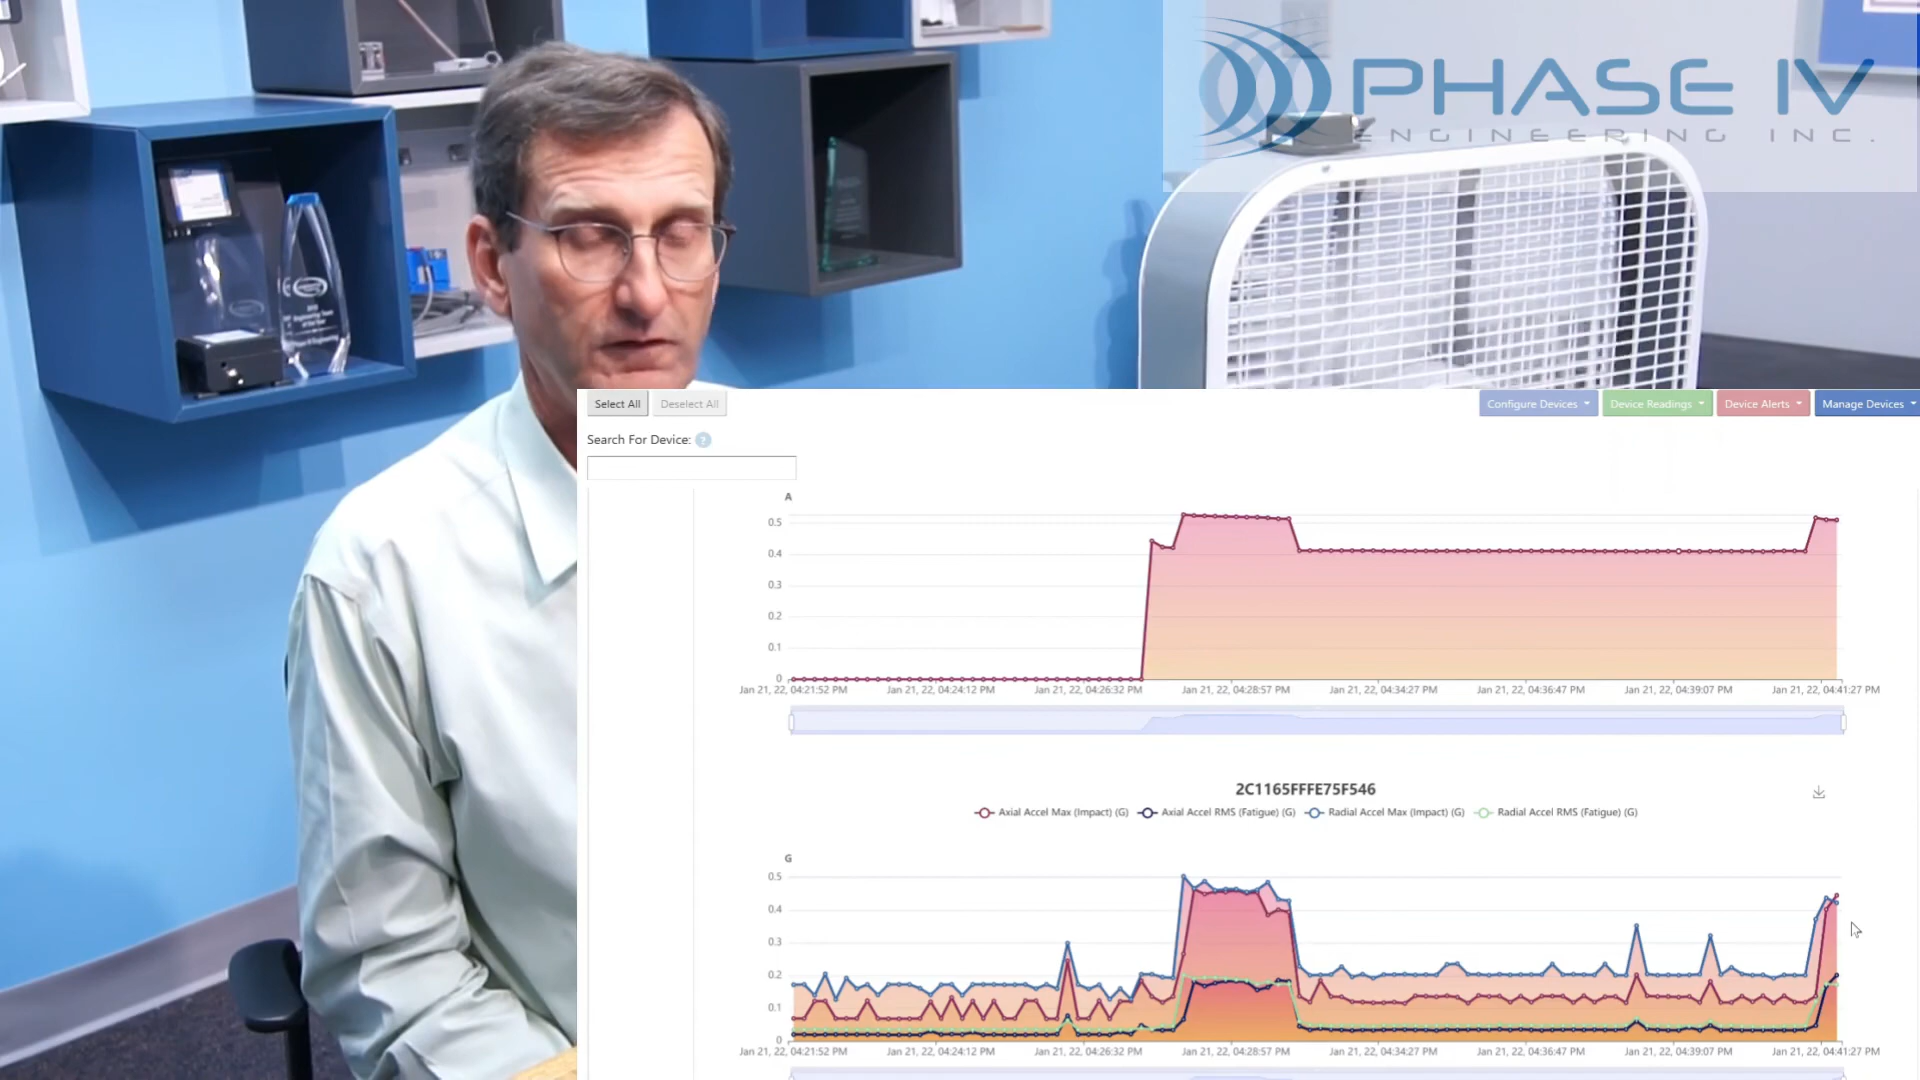 PHASE IV
ENGINEERING INC.
Select All
Deselect All
Configure Devices
Device Readings
Device Alerts
Manage Devices
Search For Device: ?
A
0.5
0.4
0.3
0.2
0.1
0
Jan 21, 22, 04:21:52 PM
Jan 21, 22, 04:24:12 PM
Jan 21, 22, 04:26:32 PM
Jan 21, 22, 04:28:57 PM
Jan 21, 22, 04:34:27 PM
Jan 21, 22, 04:36:47 PM
Jan 21, 22, 04:39:07 PM
Jan 21, 22, 04:41:27 PM
2C1165FFFE75F546
Axial Accel Max (Impact) (G)
Axial Accel RMS (Fatigue) (G)
Radial Accel Max (Impact) (G)
Radial Accel RMS (Fatigue) (G)
G
0.5
0.4
0.3
0.2
0.1
0
Jan 21, 22, 04:21:52 PM
Jan 21, 22, 04:24:12 PM
Jan 21, 22, 04:26:32 PM
Jan 21, 22, 04:28:57 PM
Jan 21, 22, 04:34:27 PM
Jan 21, 22, 04:36:47 PM
Jan 21, 22, 04:39:07 PM
Jan 21, 22, 04:41:27 PM